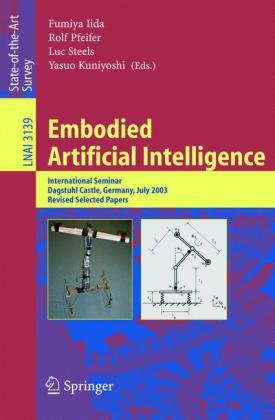 State-of-the-Art
Survey
LNAI 3139
Fumiya Iida
Rolf Pfeifer
Luc Steels
Yasuo Kuniyoshi (Eds.)
Embodied
Artificial Intelligence
International Seminar
Dagstuhl Castle, Germany, July 2003
Revised Selected Papers
Springer